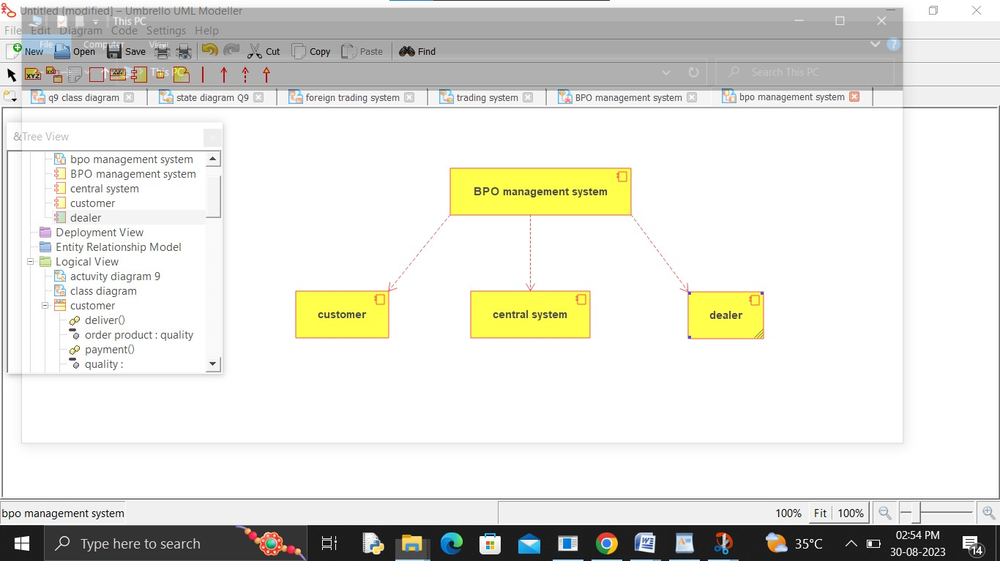 Untitled [modified] – Umbrello UML Modeller
This PC
File Edit Diagram Code Settings Help
File Computer View
New Open Save Cut Copy Paste Find
XYZ XYZ ABC
This PC
Search This PC
q9 class diagram state diagram Q9 foreign trading system trading system BPO management system bpo management system
&Tree View
bpo management system
BPO management system
central system
customer
dealer
Deployment View
Entity Relationship Model
Logical View
actuvity diagram 9
class diagram
customer
deliver()
order product : quality
payment()
quality :
BPO management system
customer
central system
dealer
bpo management system
100% Fit 100%
Type here to search
35°C
02:54 PM
30-08-2023
14